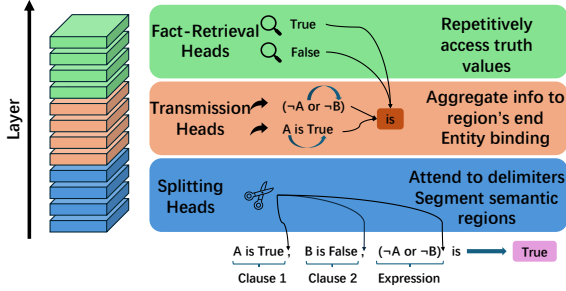 Layer
Fact-Retrieval
Heads
True
False
Repetitively
access truth
values
Transmission
Heads
(¬A or ¬B)
A is True
is
Aggregate info to
region's end
Entity binding
Splitting
Heads
Attend to delimiters
Segment semantic
regions
A is True, B is False, (¬A or ¬B) is True
Clause 1 Clause 2 Expression